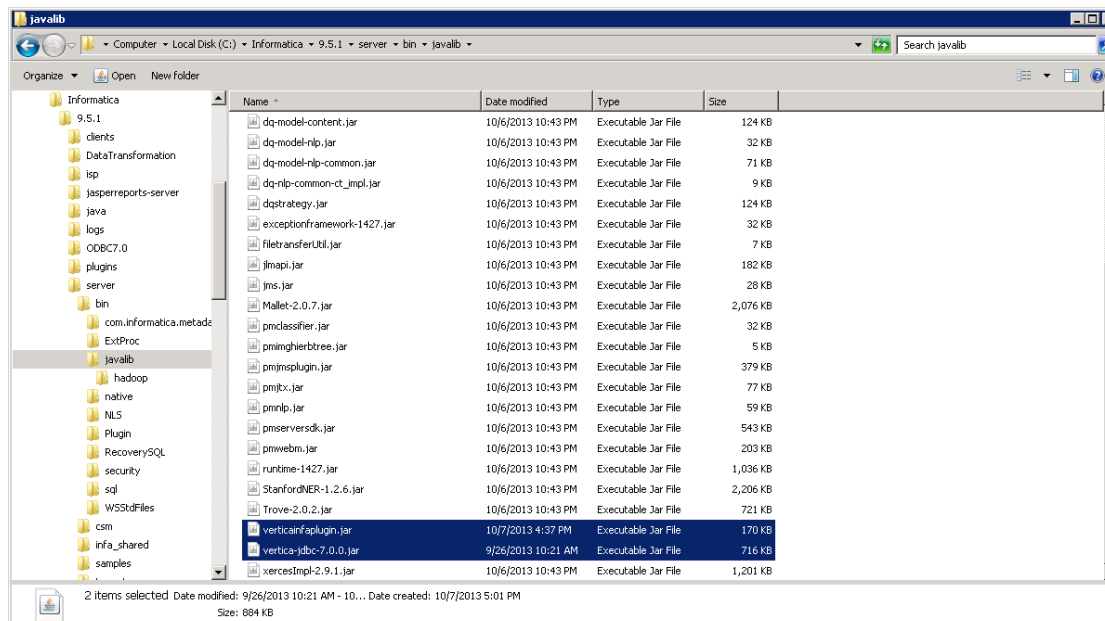 javalib
Computer ▾ Local Disk (C:) ▾ Informatica ▾ 9.5.1 ▾ server ▾ bin ▾ javalib ▾
Search javalib
Organize ▾ Open New folder
Name Date modified Type Size
Informatica
9.5.1
clients
DataTransformation
isp
jasperreports-server
java
logs
ODBC7.0
plugins
server
bin
com.informatica.metada
ExtProc
javalib
hadoop
native
NLS
Plugin
RecoverySQL
security
sql
WSStdFiles
csm
infa_shared
samples
dq-model-content.jar 10/6/2013 10:43 PM Executable Jar File 124 KB
dq-model-nlp.jar 10/6/2013 10:43 PM Executable Jar File 32 KB
dq-model-nlp-common.jar 10/6/2013 10:43 PM Executable Jar File 71 KB
dq-nlp-common-ct_impl.jar 10/6/2013 10:43 PM Executable Jar File 9 KB
dqstrategy.jar 10/6/2013 10:43 PM Executable Jar File 124 KB
exceptionframework-1427.jar 10/6/2013 10:43 PM Executable Jar File 32 KB
filetransferUtil.jar 10/6/2013 10:43 PM Executable Jar File 7 KB
jlmapi.jar 10/6/2013 10:43 PM Executable Jar File 182 KB
jms.jar 10/6/2013 10:43 PM Executable Jar File 28 KB
Mallet-2.0.7.jar 10/6/2013 10:43 PM Executable Jar File 2,076 KB
pmclassifier.jar 10/6/2013 10:43 PM Executable Jar File 32 KB
pmimghierbtree.jar 10/6/2013 10:43 PM Executable Jar File 5 KB
pmjmsplugin.jar 10/6/2013 10:43 PM Executable Jar File 379 KB
pmjtx.jar 10/6/2013 10:43 PM Executable Jar File 77 KB
pmnlp.jar 10/6/2013 10:43 PM Executable Jar File 59 KB
pmserversdk.jar 10/6/2013 10:43 PM Executable Jar File 543 KB
pmwebm.jar 10/6/2013 10:43 PM Executable Jar File 203 KB
runtime-1427.jar 10/6/2013 10:43 PM Executable Jar File 1,036 KB
StanfordNER-1.2.6.jar 10/6/2013 10:43 PM Executable Jar File 2,206 KB
Trove-2.0.2.jar 10/6/2013 10:43 PM Executable Jar File 721 KB
verticainfaplugin.jar 10/7/2013 4:37 PM Executable Jar File 170 KB
vertica-jdbc-7.0.0.jar 9/26/2013 10:21 AM Executable Jar File 716 KB
xercesImpl-2.9.1.jar 10/6/2013 10:43 PM Executable Jar File 1,201 KB
2 items selected Date modified: 9/26/2013 10:21 AM - 10... Date created: 10/7/2013 5:01 PM
Size: 884 KB